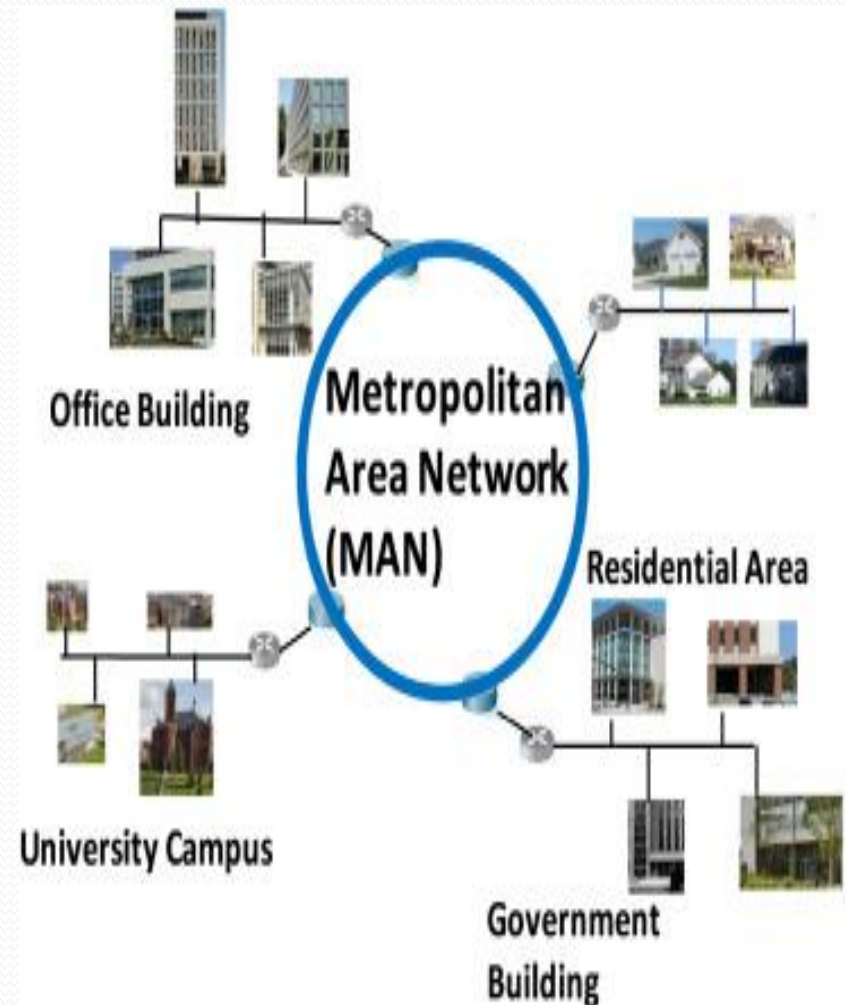 Office Building
Metropolitan
Area Network
(MAN)
Residential Area
University Campus
Government
Building